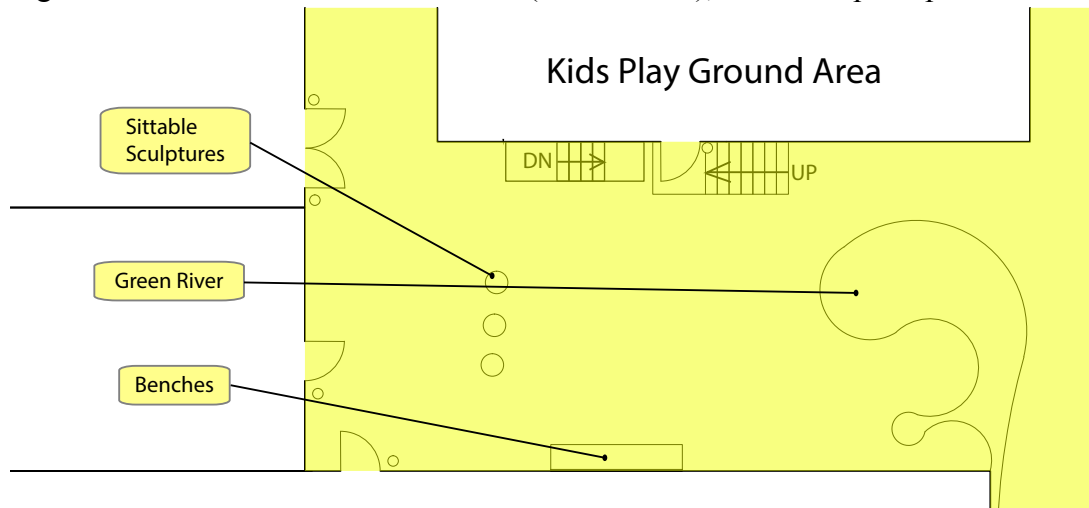 Kids Play Ground Area
Sittable
Sculptures
DN
UP
Green River
Benches